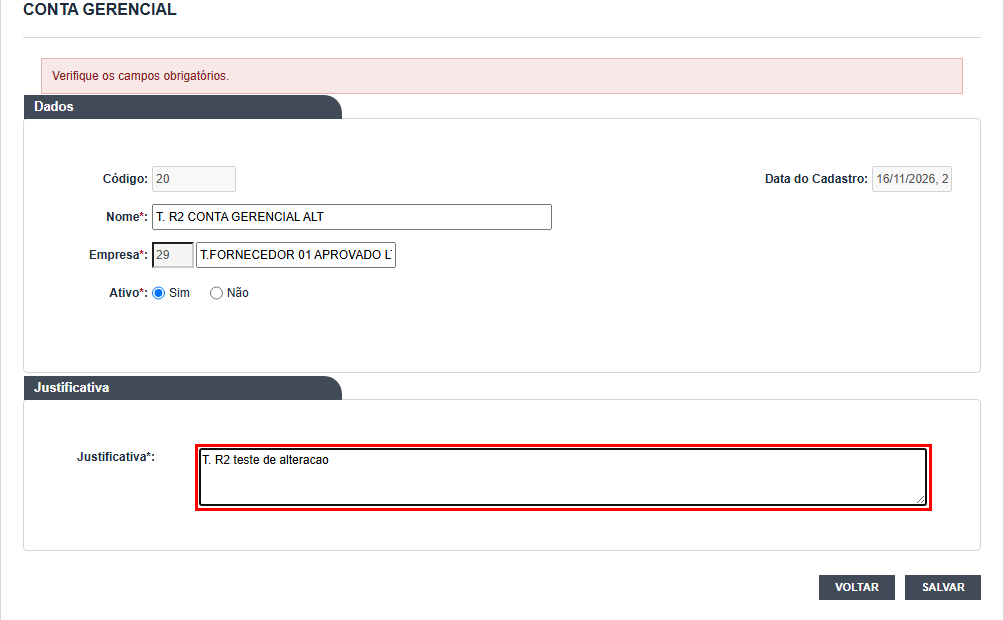 CONTA GERENCIAL
Verifique os campos obrigatórios.
Dados
Código: 20
Data do Cadastro: 16/11/2026, 2
Nome*: T. R2 CONTA GERENCIAL ALT
Empresa*: 29 T.FORNECEDOR 01 APROVADO L
Ativo*: Sim Não
Justificativa
Justificativa*: T. R2 teste de alteracao
VOLTAR SALVAR